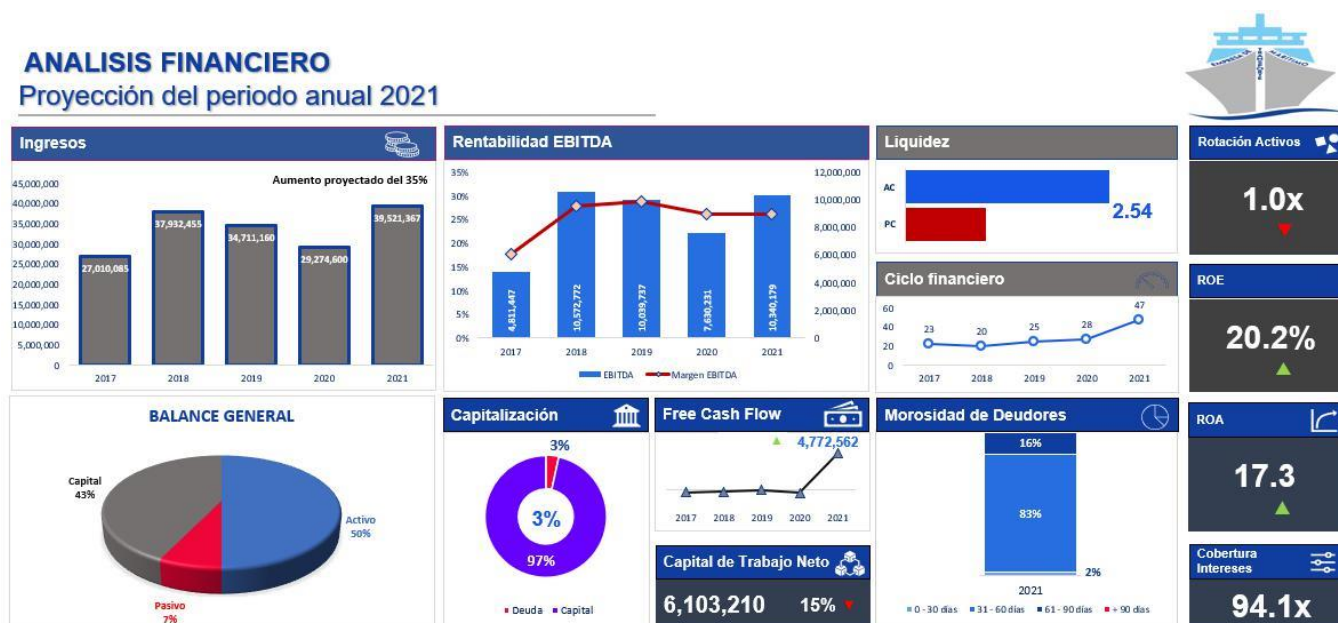 ANALISIS FINANCIERO
Proyección del periodo anual 2021
EMPRESA DE
MARITIMO
Ingresos
Aumento proyectado del 35%
45,000,000
40,000,000
35,000,000
30,000,000
25,000,000
20,000,000
15,000,000
10,000,000
5,000,000
0
27,010,085
37,932,455
34,711,160
29,274,600
39,521,367
2017 2018 2019 2020 2021
Rentabilidad EBITDA
35%
30%
25%
20%
15%
10%
5%
0%
12,000,000
10,000,000
8,000,000
6,000,000
4,000,000
2,000,000
0
4,811,447
10,572,772
10,039,737
7,630,231
10,340,179
2017 2018 2019 2020 2021
EBITDA Margen EBITDA
Liquidez
AC
PC
2.54
Ciclo financiero
60
40
20
0
23 20 25 28 47
2017 2018 2019 2020 2021
Rotación Activos
1.0x
ROE
20.2%
BALANCE GENERAL
Capital
43%
Activo
50%
Pasivo
7%
Capitalización
3%
3%
97%
Deuda Capital
Free Cash Flow
4,772,562
2017 2018 2019 2020 2021
Capital de Trabajo Neto
6,103,210 15%
Morosidad de Deudores
16%
83%
2%
2021
0 - 30 días 31 - 60 días 61 - 90 días + 90 días
ROA
17.3
Cobertura
Intereses
94.1x